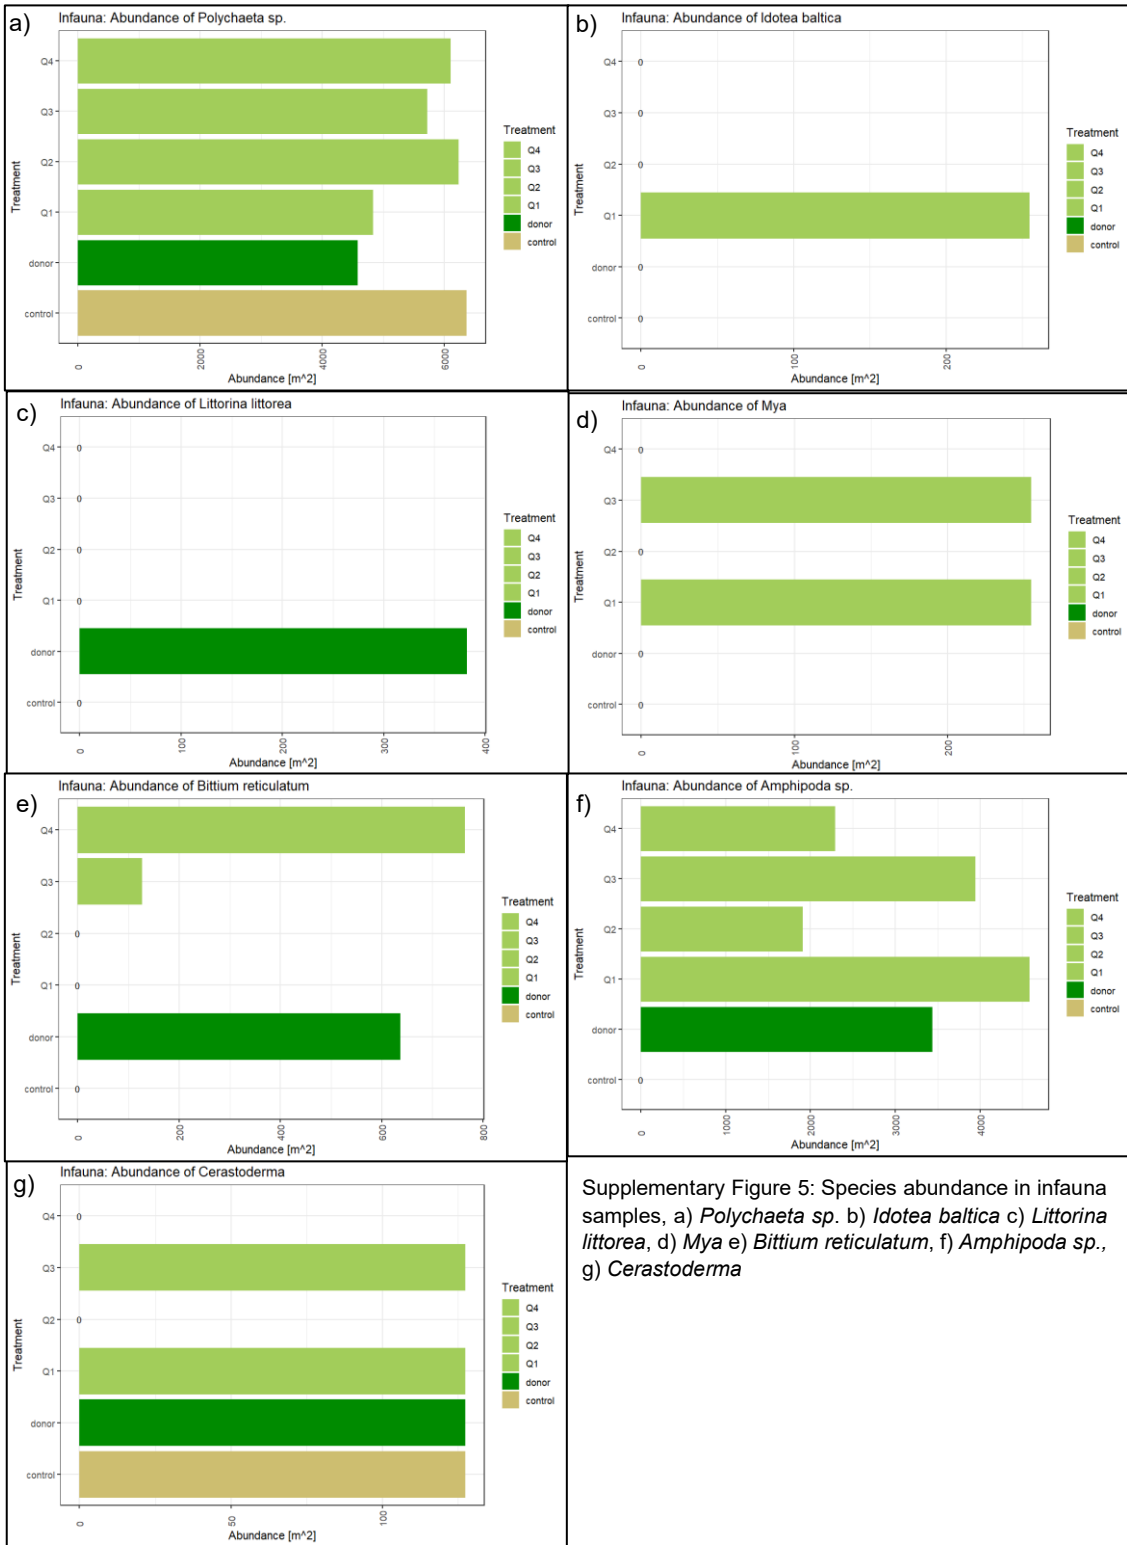 a)
Infauna: Abundance of Polychaeta sp.
Treatment
Q4
Q3
Q2
Q1
donor
control
0
2000
4000
6000
Abundance [m^2]
Treatment
Q4
Q3
Q2
Q1
donor
control
b)
Infauna: Abundance of Idotea baltica
Treatment
Q4
0
Q3
0
Q2
0
Q1
donor
0
control
0
0
100
200
Abundance [m^2]
Treatment
Q4
Q3
Q2
Q1
donor
control
c)
Infauna: Abundance of Littorina littorea
Treatment
Q4
0
Q3
0
Q2
0
Q1
0
donor
control
0
0
100
200
300
400
Abundance [m^2]
Treatment
Q4
Q3
Q2
Q1
donor
control
d)
Infauna: Abundance of Mya
Treatment
Q4
0
Q3
Q2
0
Q1
donor
0
control
0
0
100
200
Abundance [m^2]
Treatment
Q4
Q3
Q2
Q1
donor
control
e)
Infauna: Abundance of Bittium reticulatum
Treatment
Q4
Q3
Q2
0
Q1
0
donor
control
0
0
200
400
600
800
Abundance [m^2]
Treatment
Q4
Q3
Q2
Q1
donor
control
f)
Infauna: Abundance of Amphipoda sp.
Treatment
Q4
Q3
Q2
Q1
donor
control
0
0
1000
2000
3000
4000
Abundance [m^2]
Treatment
Q4
Q3
Q2
Q1
donor
control
g)
Infauna: Abundance of Cerastoderma
Treatment
Q4
0
Q3
Q2
0
Q1
donor
control
0
50
100
Abundance [m^2]
Treatment
Q4
Q3
Q2
Q1
donor
control
Supplementary Figure 5: Species abundance in infauna
samples, a) Polychaeta sp. b) Idotea baltica c) Littorina
littorea, d) Mya e) Bittium reticulatum, f) Amphipoda sp.,
g) Cerastoderma